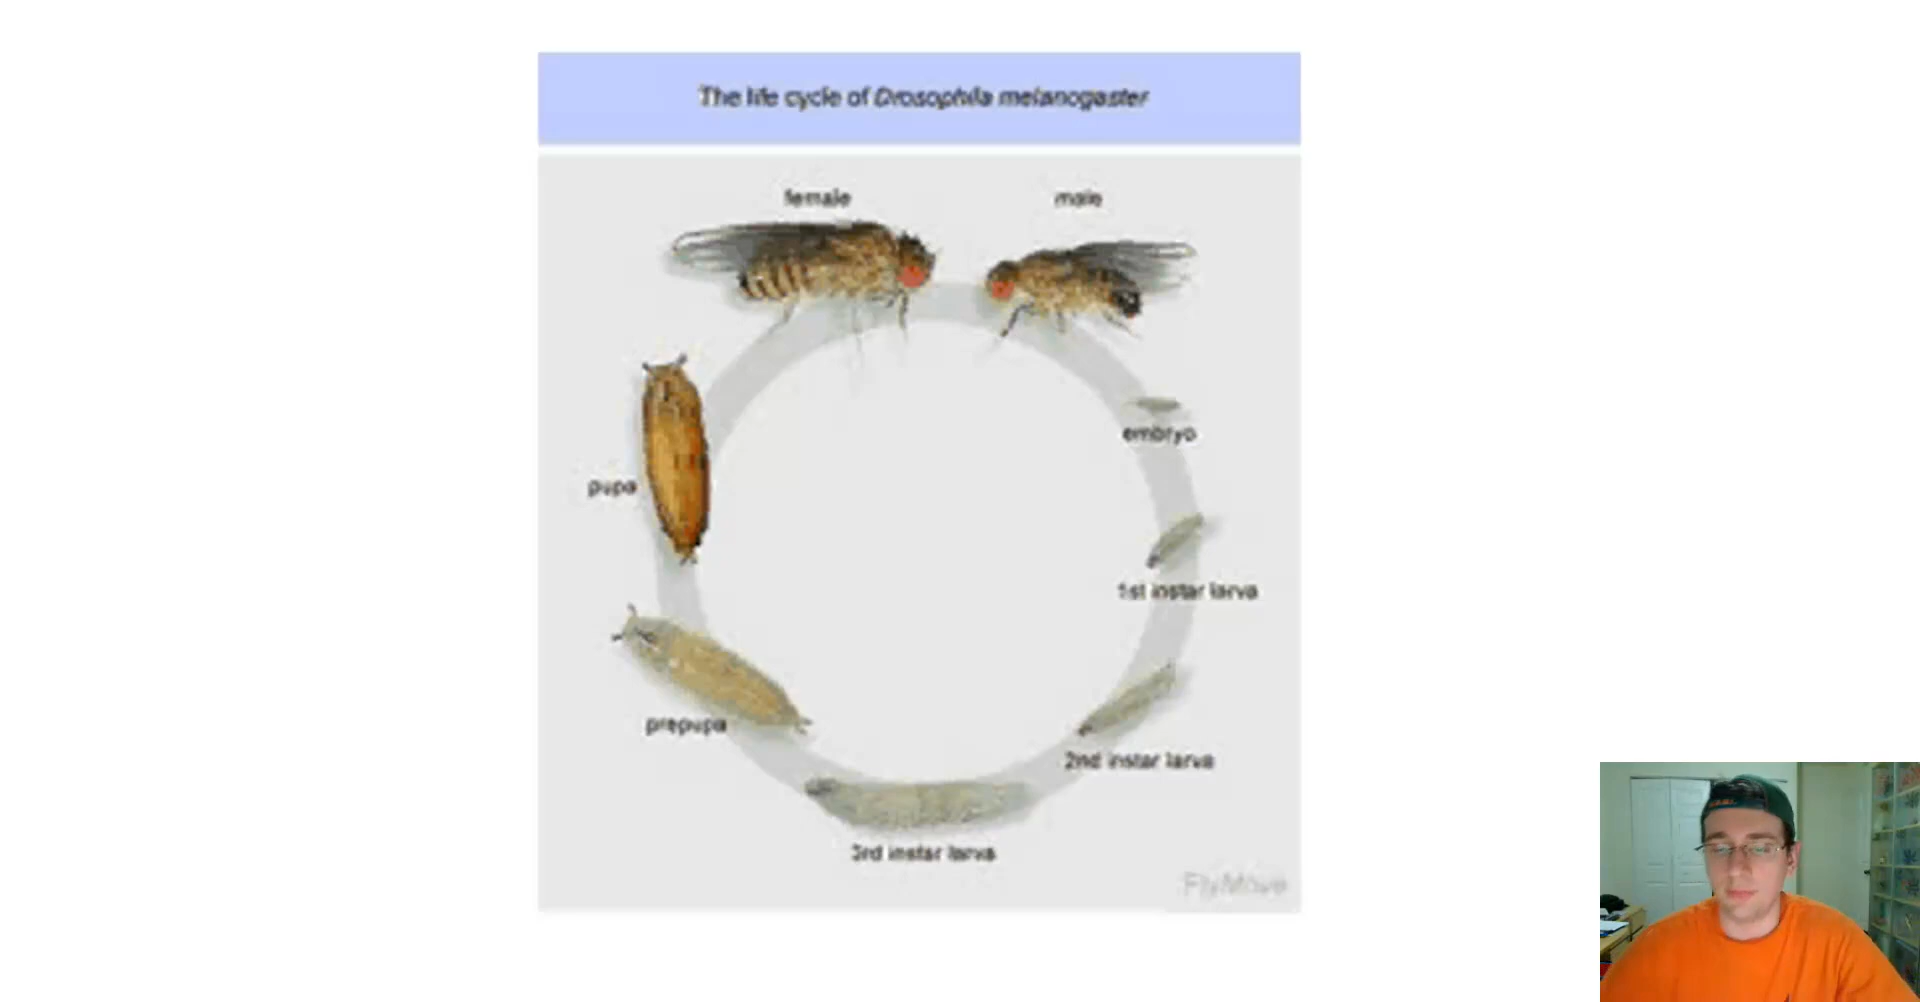 The life cycle of Drosophila melanogaster
female
male
embryo
pupa
1st instar larva
prepupa
2nd instar larva
3rd instar larva
FlyMove